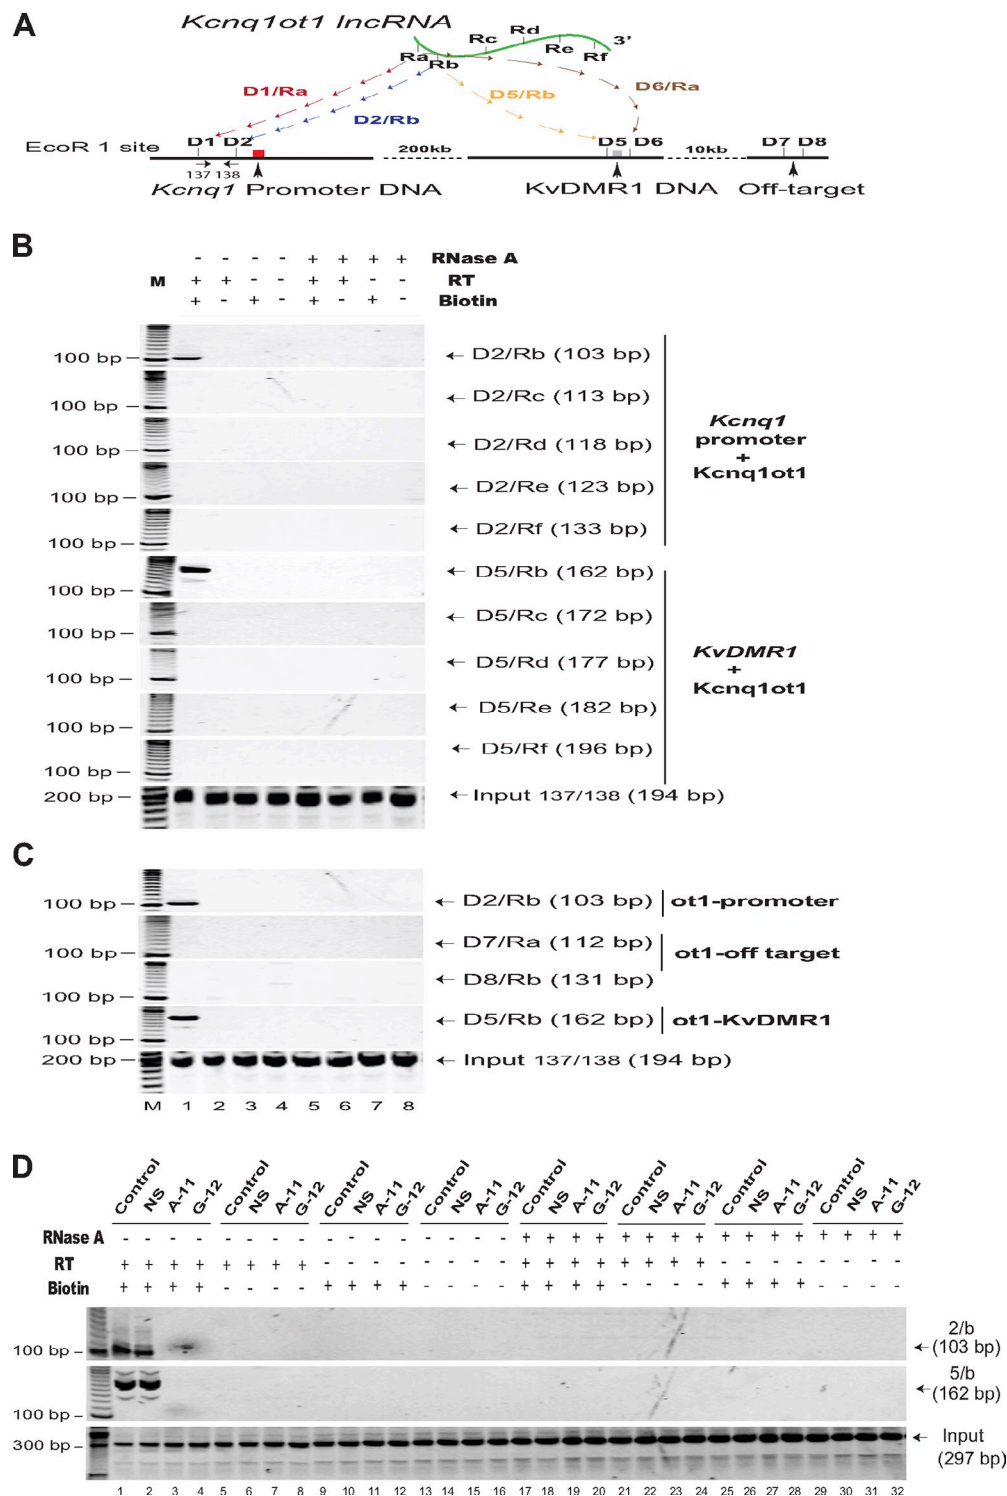 A
Kcnq1ot1 lncRNA
Ra Rb Rc Rd Re Rf 3’
D1/Ra
D2/Rb
D5/Rb
D6/Ra
EcoR 1 site D1 D2 200kb D5 D6 10kb D7 D8
137 138
Kcnq1 Promoter DNA KvDMR1 DNA Off-target
B
- - - - + + + + RNase A
M + + - - + + - - RT
+ - + - + - + - Biotin
100 bp ← D2/Rb (103 bp)
100 bp ← D2/Rc (113 bp)
100 bp ← D2/Rd (118 bp)
100 bp ← D2/Re (123 bp)
100 bp ← D2/Rf (133 bp)
Kcnq1
promoter
+
Kcnq1ot1
100 bp ← D5/Rb (162 bp)
100 bp ← D5/Rc (172 bp)
100 bp ← D5/Rd (177 bp)
100 bp ← D5/Re (182 bp)
100 bp ← D5/Rf (196 bp)
KvDMR1
+
Kcnq1ot1
200 bp ← Input 137/138 (194 bp)
C
100 bp ← D2/Rb (103 bp) ot1-promoter
100 bp ← D7/Ra (112 bp) ot1-off target
100 bp ← D8/Rb (131 bp)
100 bp ← D5/Rb (162 bp) ot1-KvDMR1
200 bp ← Input 137/138 (194 bp)
M 1 2 3 4 5 6 7 8
D
Control NS A-11 G-12 Control NS A-11 G-12 Control NS A-11 G-12 Control NS A-11 G-12 Control NS A-11 G-12 Control NS A-11 G-12 Control NS A-11 G-12 Control NS A-11 G-12
RNase A - - - - - - - - - - - - - - - - + + + + + + + + + + + + + + + +
RT + + + + + + + + - - - - - - - - + + + + + + + + - - - - - - - -
Biotin + + + + - - - - + + + + - - - - + + + + - - - - + + + + - - - -
100 bp ← 2/b (103 bp)
100 bp ← 5/b (162 bp)
300 bp ← Input (297 bp)
1 2 3 4 5 6 7 8 9 10 11 12 13 14 15 16 17 18 19 20 21 22 23 24 25 26 27 28 29 30 31 32